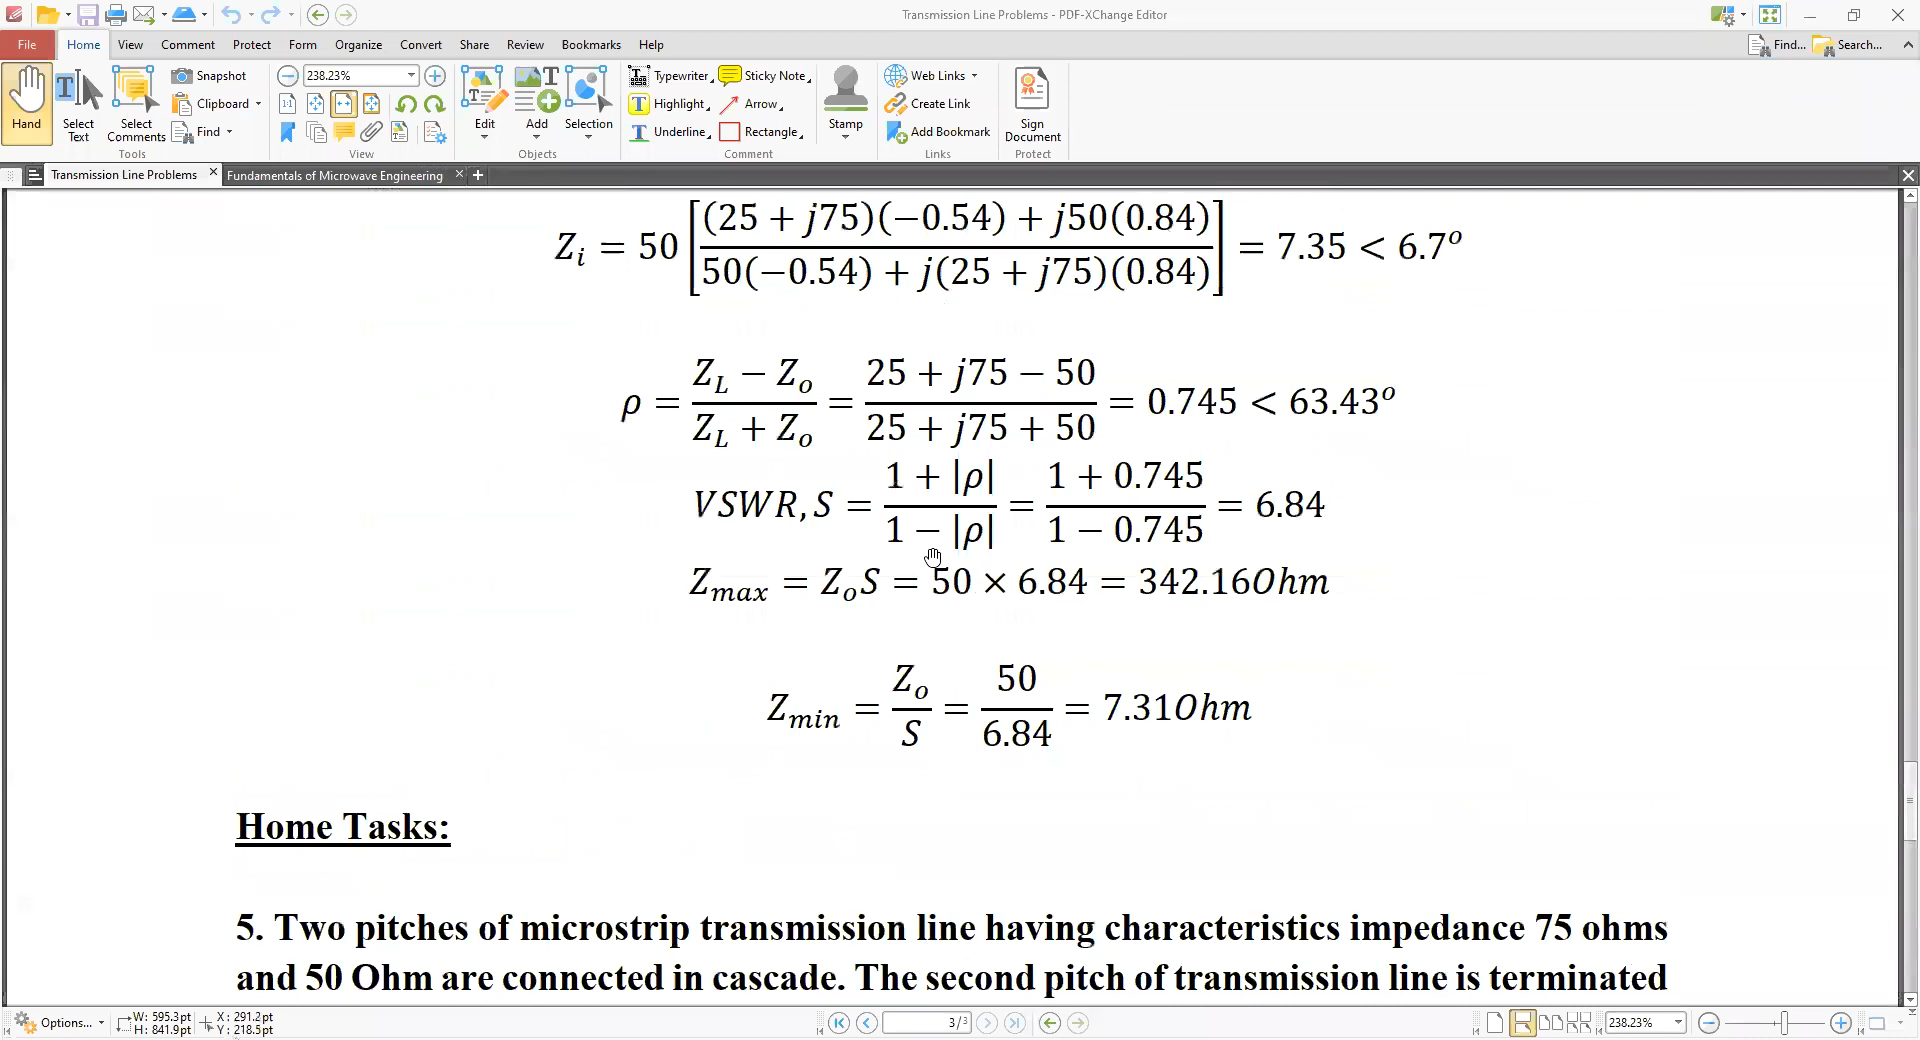 Transmission Line Problems - PDF-XChange Editor
File Home View Comment Protect Form Organize Convert Share Review Bookmarks Help Find... Search...
Hand
Select Text
Select Comments
Snapshot
Clipboard
Find
Tools
238.23%
1:1
View
Edit
Add
Selection
Objects
Typewriter Sticky Note
Highlight Arrow
Underline Rectangle
Stamp
Comment
Web Links
Create Link
Add Bookmark
Links
Sign Document
Protect
Transmission Line Problems Fundamentals of Microwave Engineering
Z_i = 50 [((25 + j75)(−0.54) + j50(0.84)) / (50(−0.54) + j(25 + j75)(0.84))] = 7.35 < 6.7^o
ρ = (Z_L − Z_o) / (Z_L + Z_o) = (25 + j75 − 50) / (25 + j75 + 50) = 0.745 < 63.43^o
VSWR, S = (1 + |ρ|) / (1 − |ρ|) = (1 + 0.745) / (1 − 0.745) = 6.84
Z_max = Z_oS = 50 × 6.84 = 342.16Ohm
Z_min = Z_o / S = 50 / 6.84 = 7.31Ohm
Home Tasks:
5. Two pitches of microstrip transmission line having characteristics impedance 75 ohms
and 50 Ohm are connected in cascade. The second pitch of transmission line is terminated
Options... W: 595.3pt H: 841.9pt X: 291.2pt Y: 218.5pt 3/3 238.23%